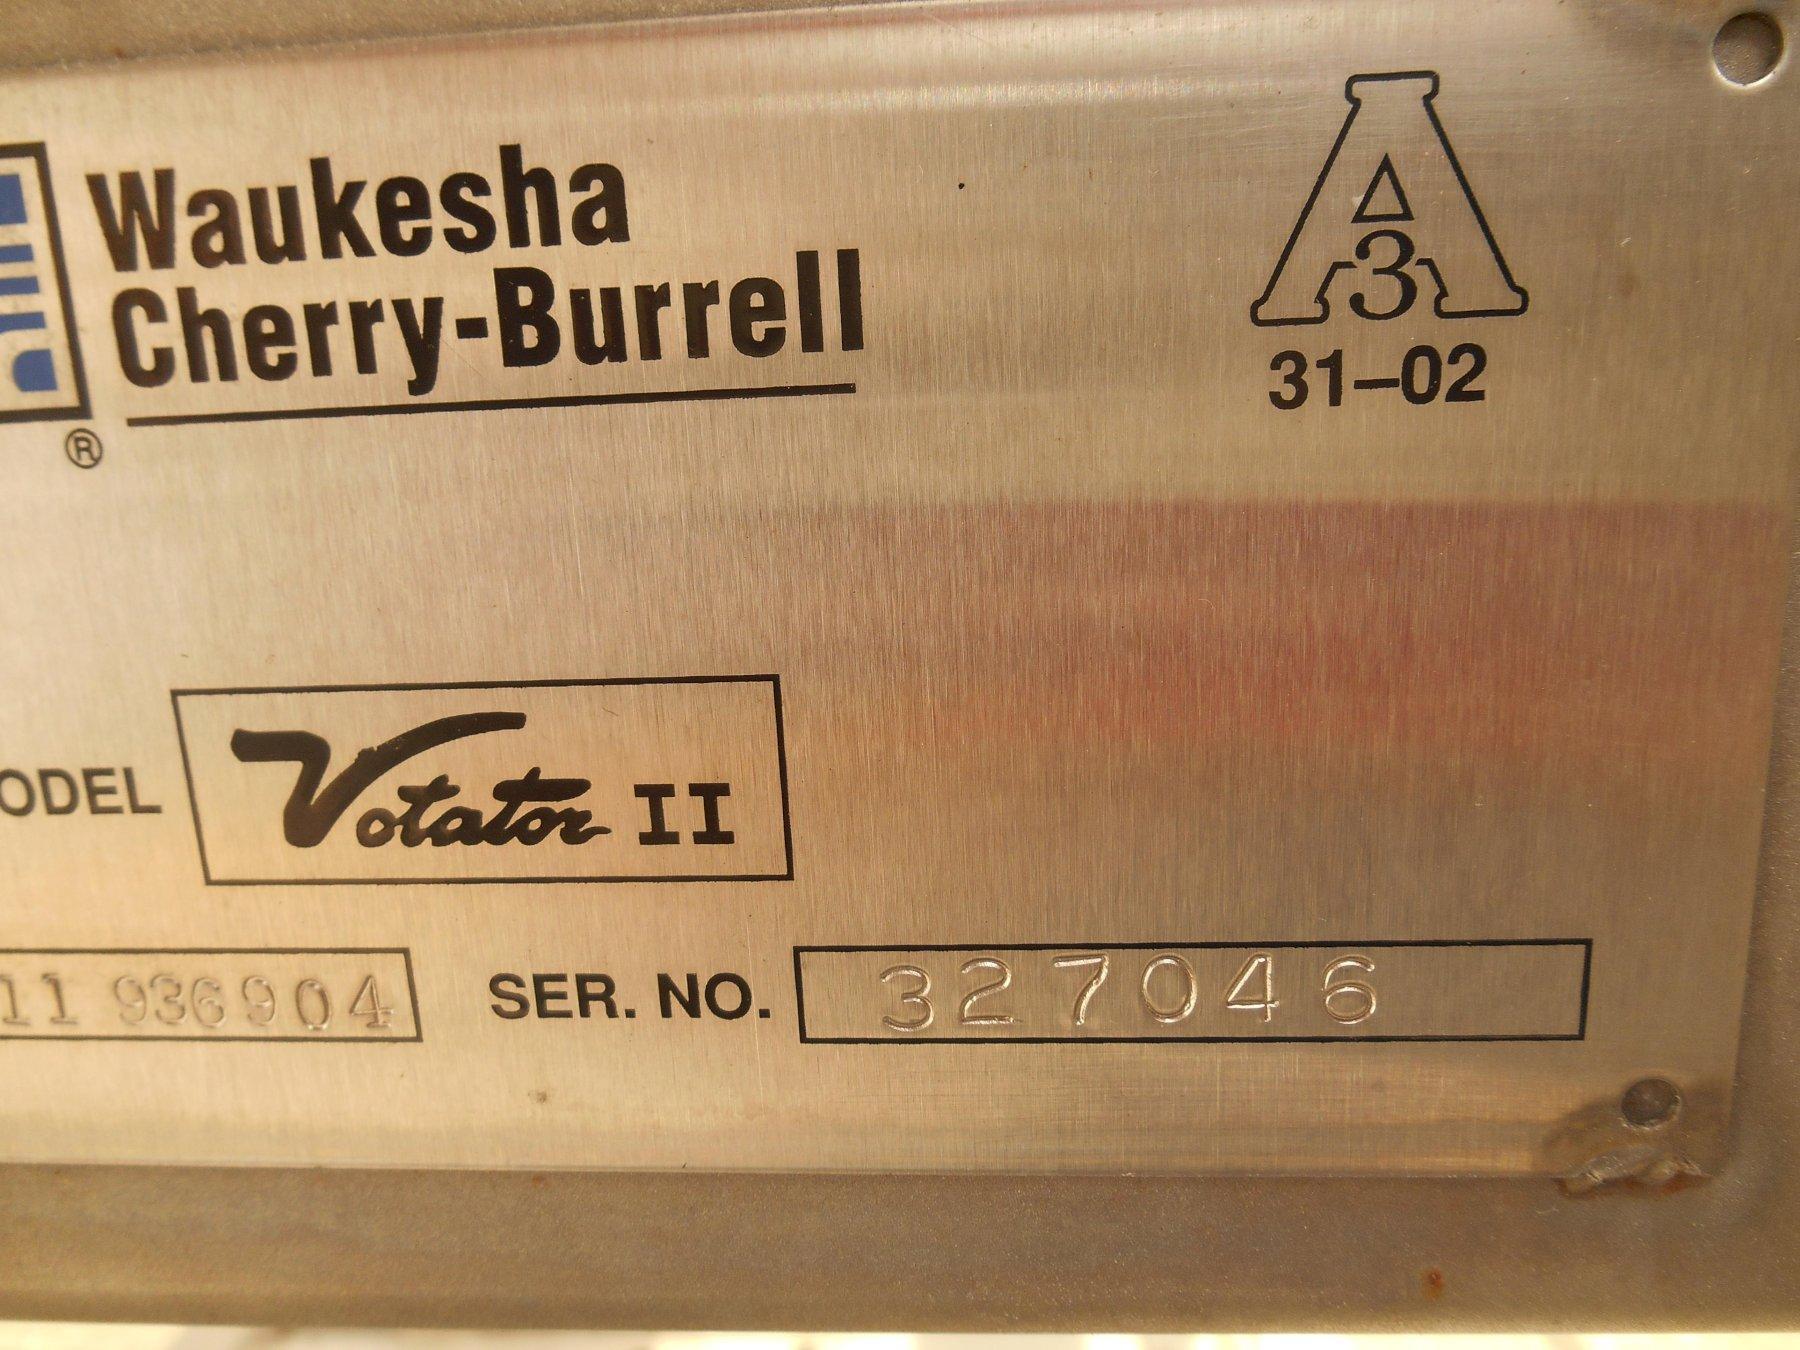 Waukesha
Cherry-Burrell
®
A
3
31-02
ODEL Votator II
11 936904 SER. NO. 327046